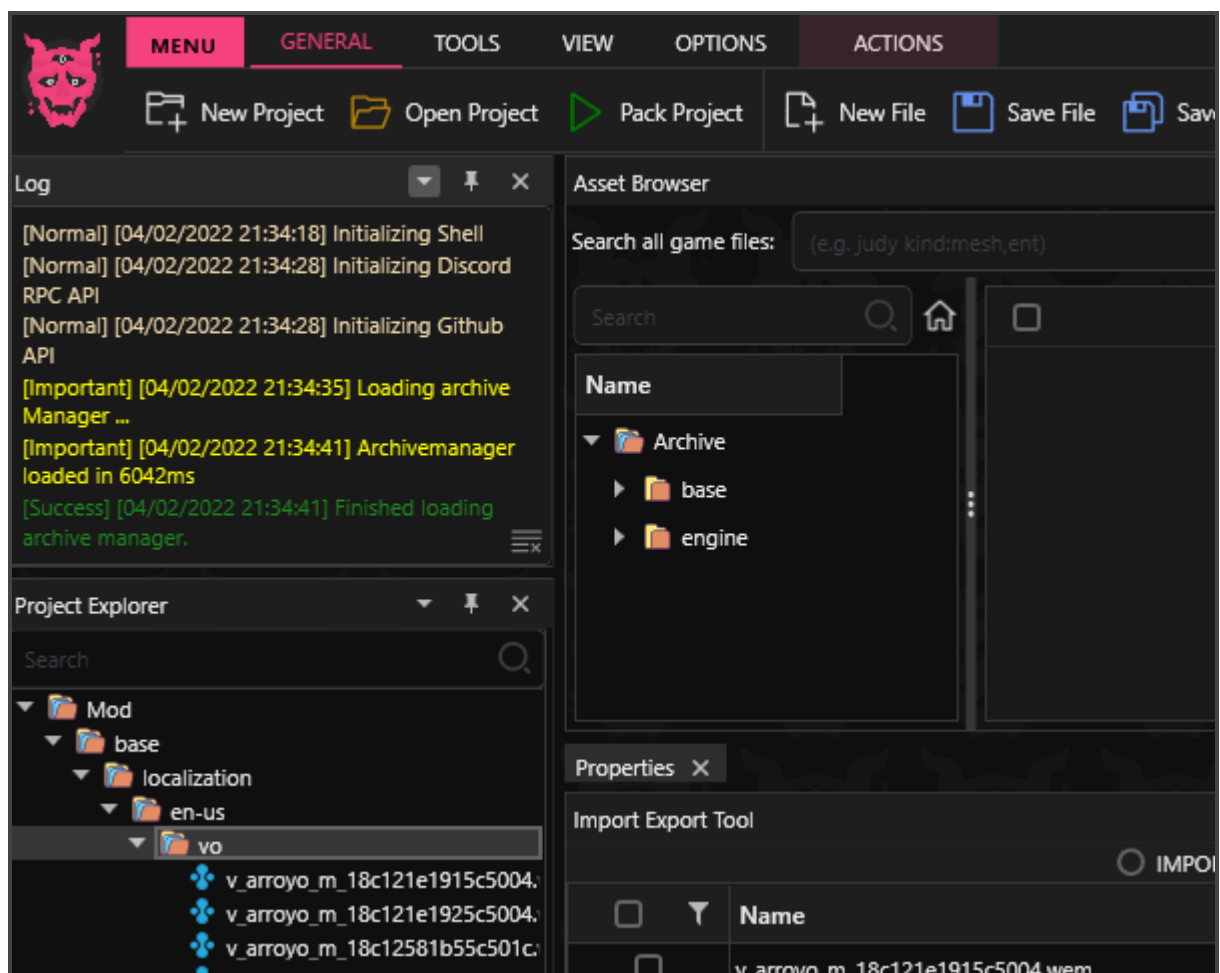 MENU GENERAL TOOLS VIEW OPTIONS ACTIONS
New Project Open Project Pack Project New File Save File
Log
[Normal] [04/02/2022 21:34:18] Initializing Shell
[Normal] [04/02/2022 21:34:28] Initializing Discord
RPC API
[Normal] [04/02/2022 21:34:28] Initializing Github
API
[Important] [04/02/2022 21:34:35] Loading archive
Manager ...
[Important] [04/02/2022 21:34:41] Archivemanager
loaded in 6042ms
[Success] [04/02/2022 21:34:41] Finished loading
archive manager.
Project Explorer
Search
Mod
base
localization
en-us
vo
v_arroyo_m_18c121e1915c5004.
v_arroyo_m_18c121e1925c5004.
v_arroyo_m_18c12581b55c501c.
Asset Browser
Search all game files: (e.g. judy kind:mesh,ent)
Search
Name
Archive
base
engine
Properties
Import Export Tool
IMPO
Name
v_arroyo_m_18c121e1915c5004.wem